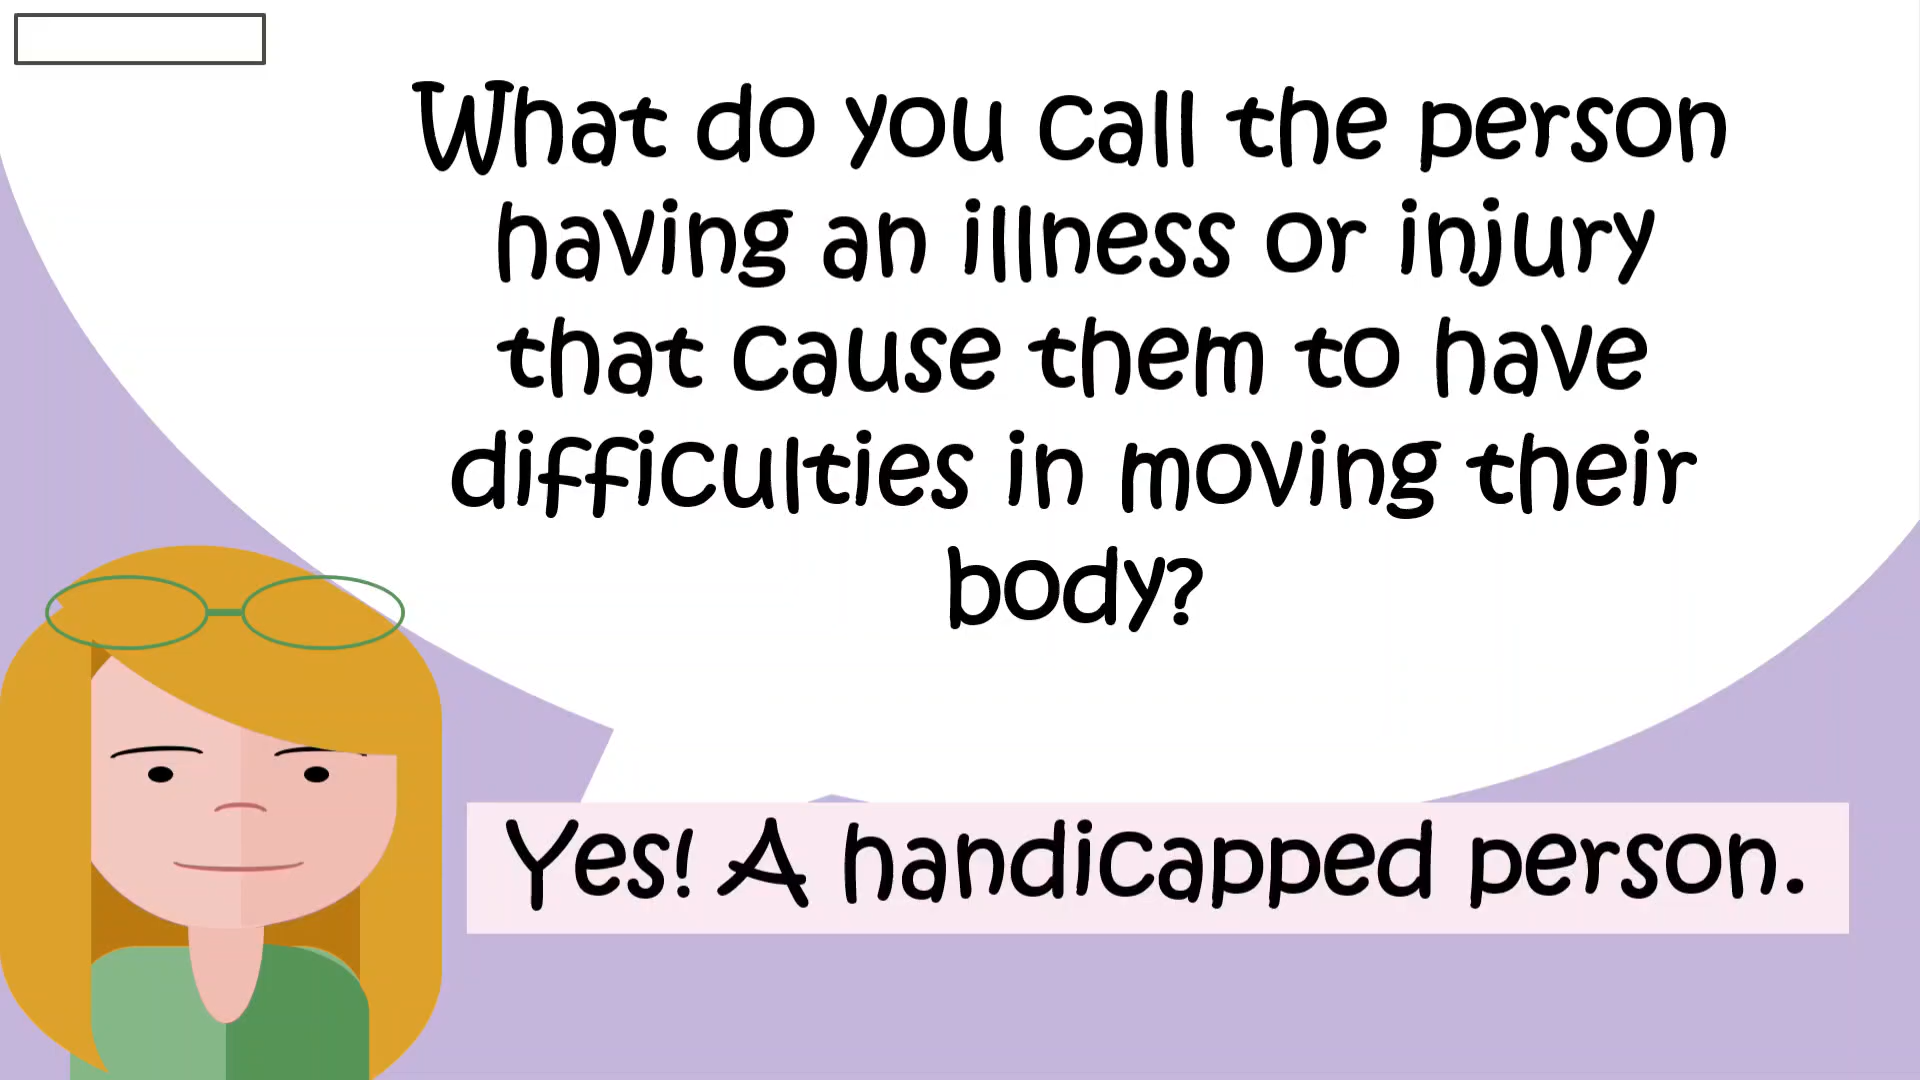 What do you call the person
having an illness or injury
that cause them to have
difficulties in moving their
body?
Yes! A handicapped person.